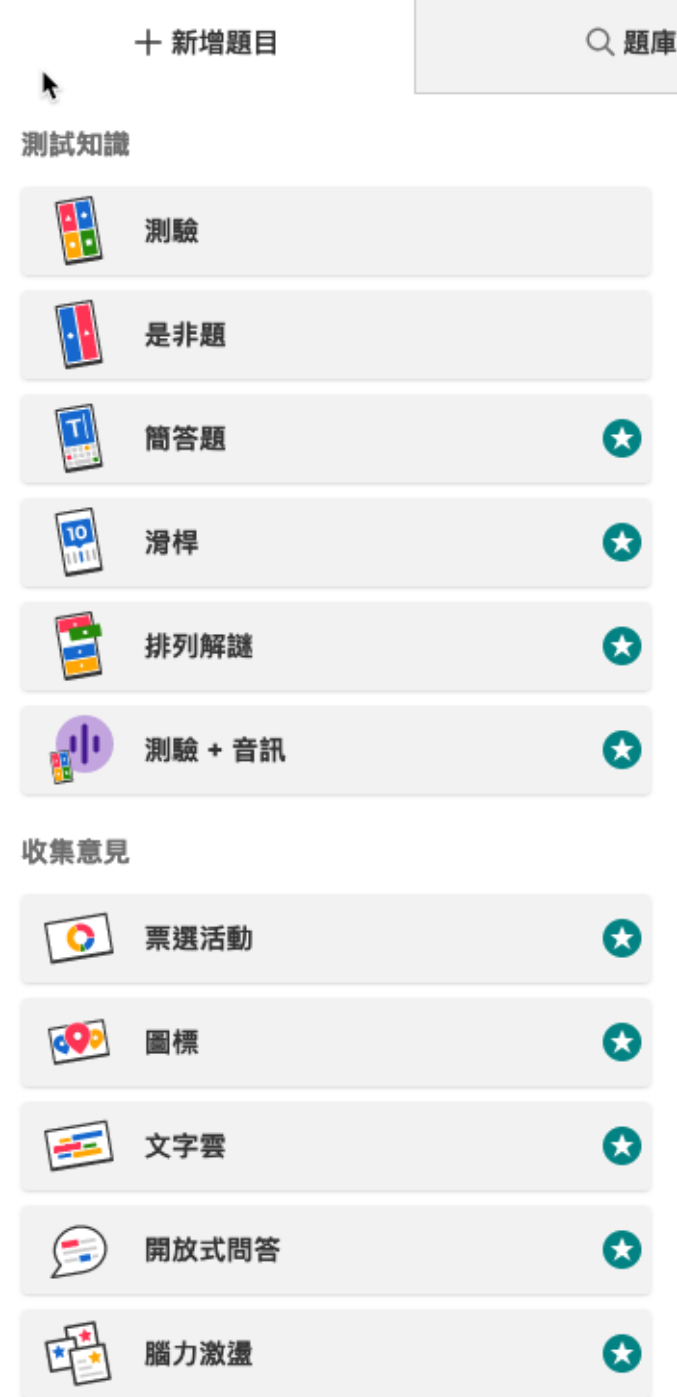 新增題目
題庫
測試知識
測驗
是非題
簡答題
滑桿
排列解謎
測驗 + 音訊
收集意見
票選活動
圖標
文字雲
開放式問答
腦力激盪